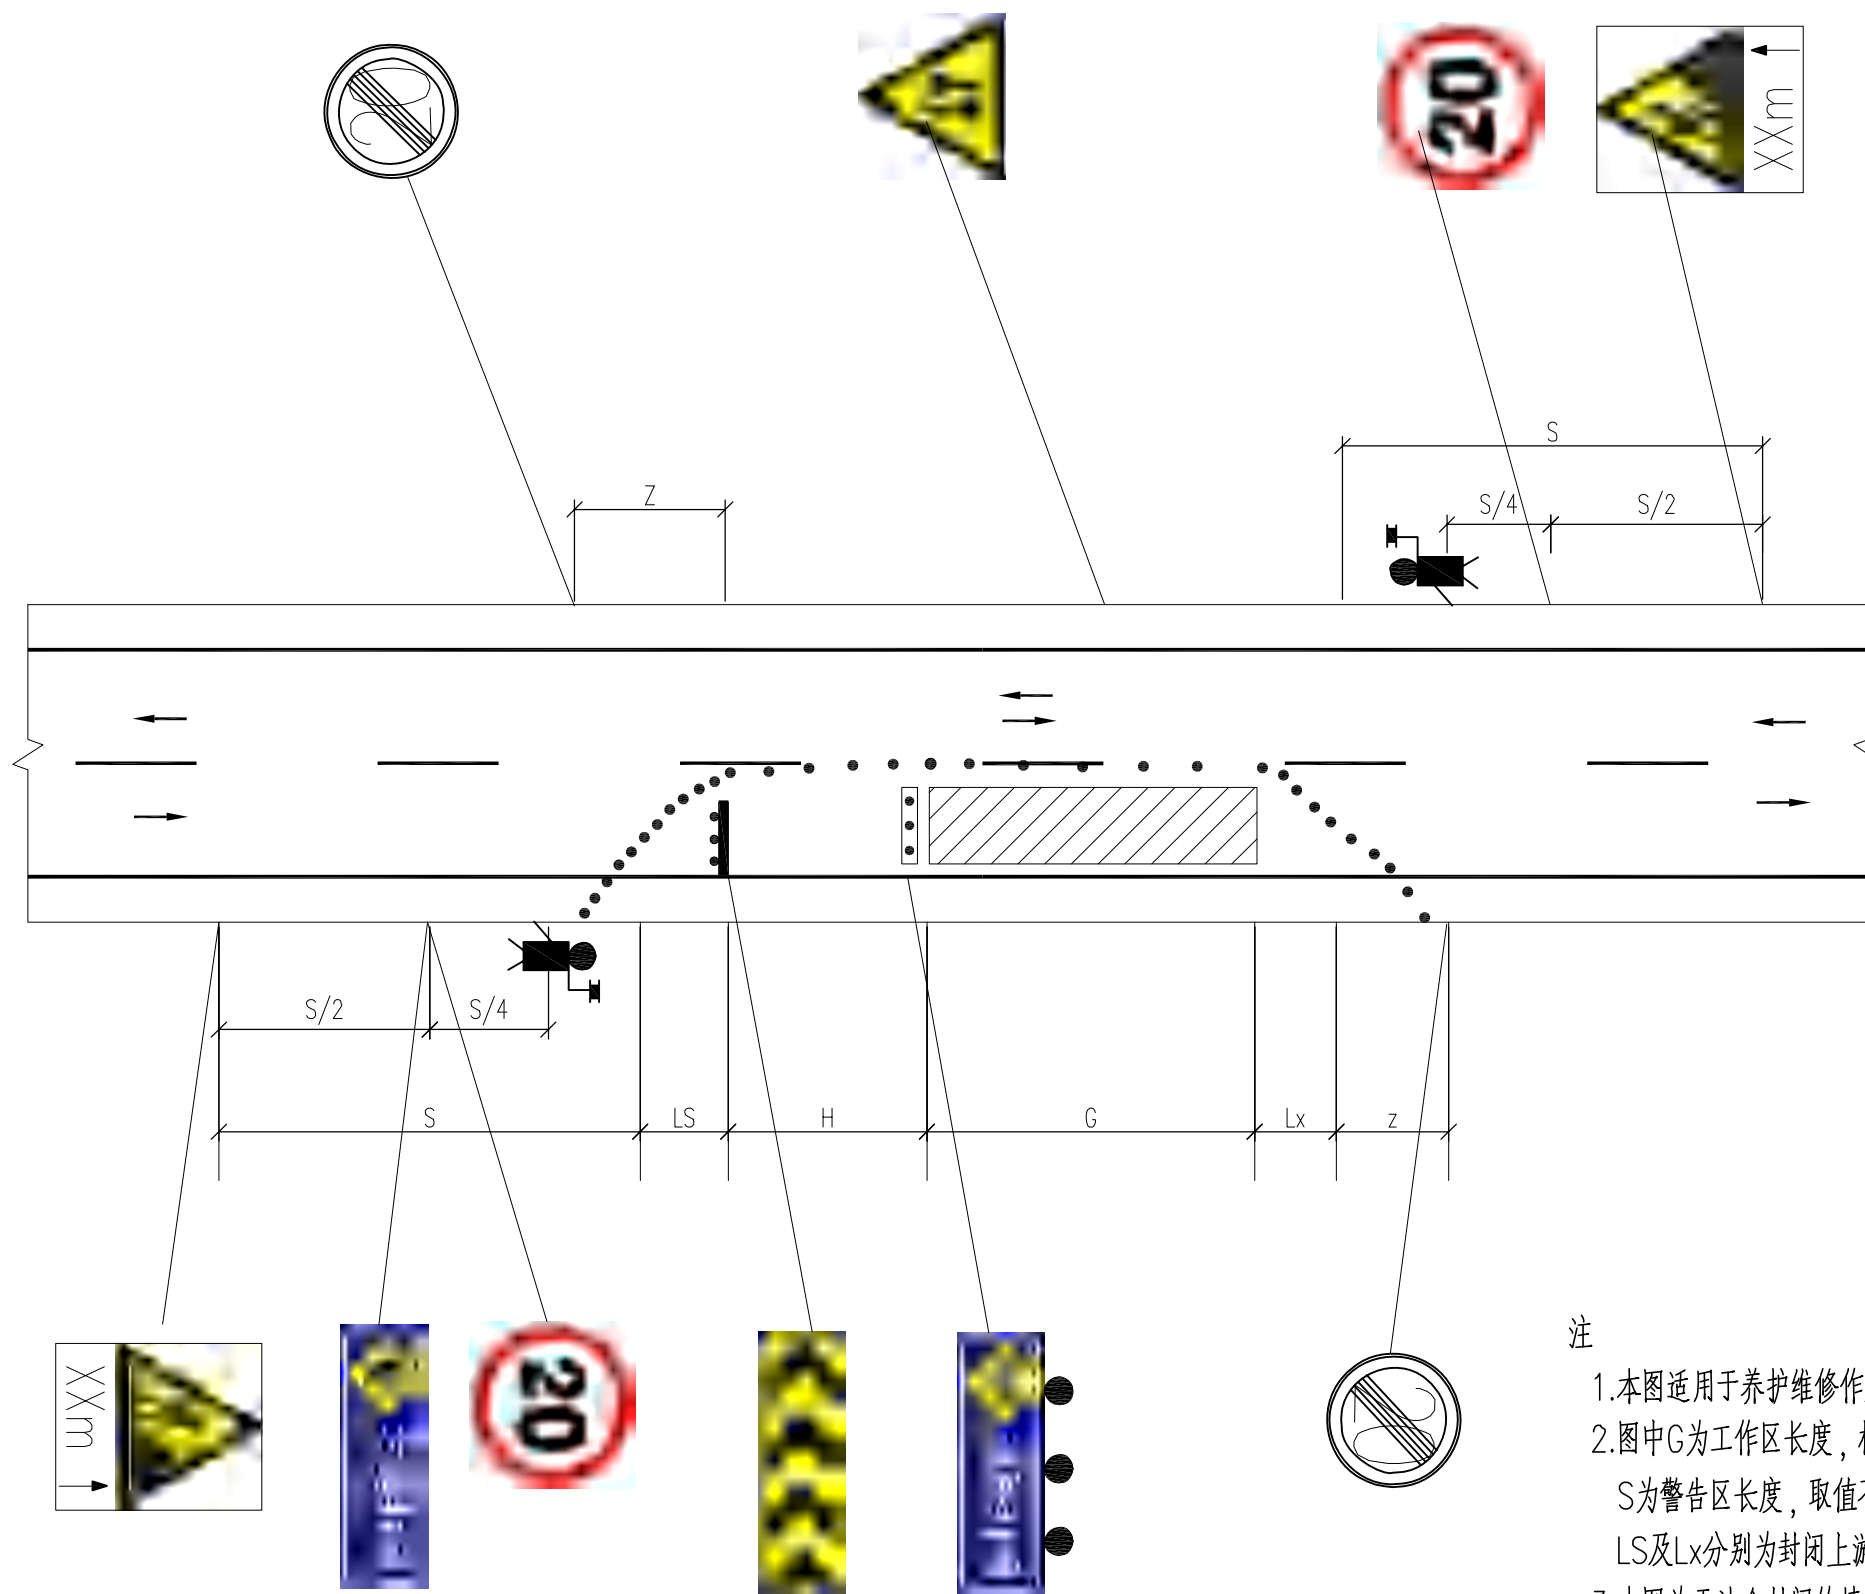 20
XXm
S
Z
S/4
S/2
S/2
S/4
S
LS
H
G
Lx
z
XXm
20
注
1.本图适用于养护维修作
2.图中G为工作区长度,
S为警告区长度,取值
LS及Lx分别为封闭上游